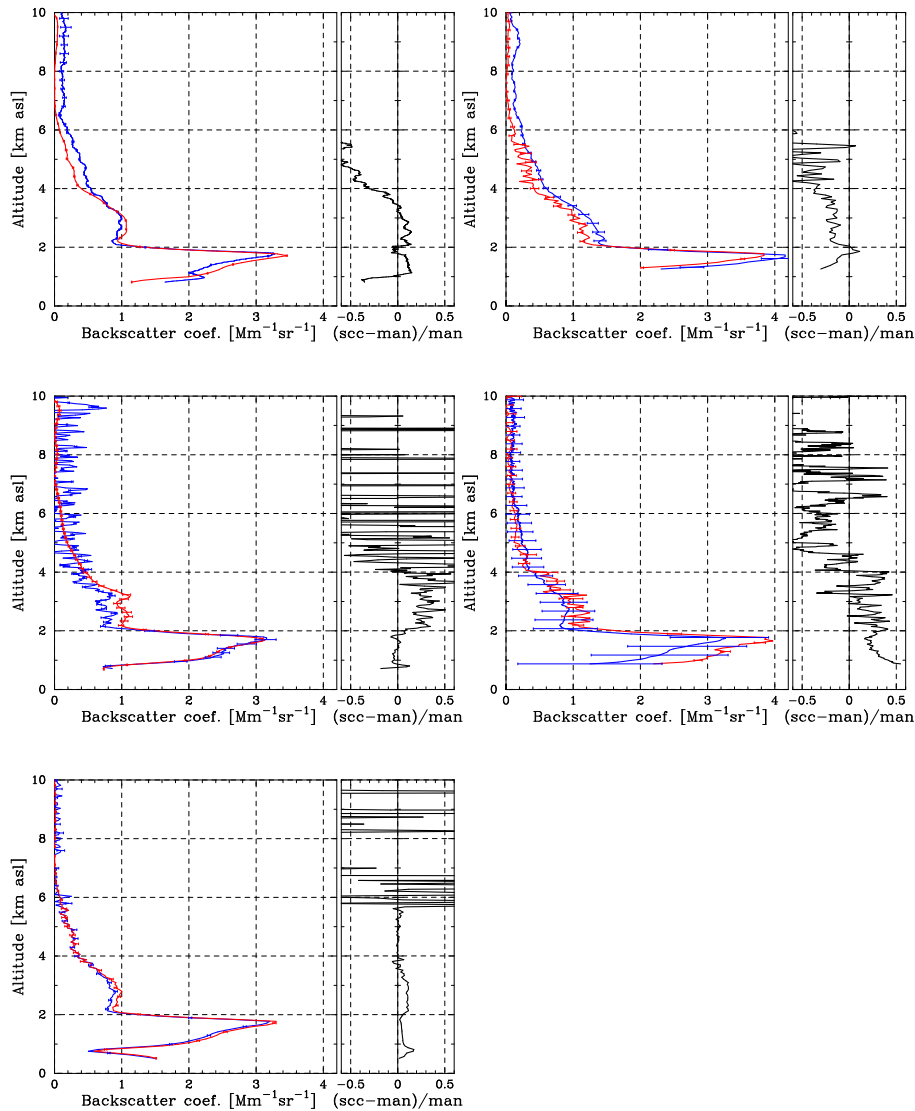 10 10
8 8
6 6
4 4
2 2
0 0
Altitude [km asl] Altitude [km asl]
0 1 2 3 4 −0.5 0 0.5 0 1 2 3 4 −0.5 0 0.5
Backscatter coef. [Mm⁻¹sr⁻¹] (scc−man)/man Backscatter coef. [Mm⁻¹sr⁻¹] (scc−man)/man
10 10
8 8
6 6
4 4
2 2
0 0
Altitude [km asl] Altitude [km asl]
0 1 2 3 4 −0.5 0 0.5 0 1 2 3 4 −0.5 0 0.5
Backscatter coef. [Mm⁻¹sr⁻¹] (scc−man)/man Backscatter coef. [Mm⁻¹sr⁻¹] (scc−man)/man
10
8
6
4
2
0
Altitude [km asl]
0 1 2 3 4 −0.5 0 0.5
Backscatter coef. [Mm⁻¹sr⁻¹] (scc−man)/man